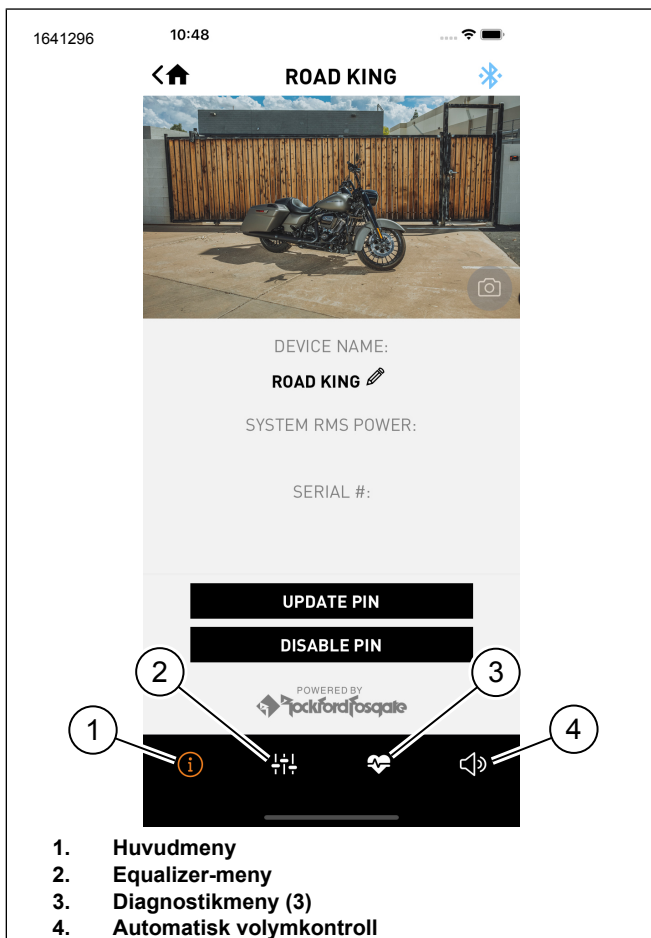 1641296
10:48
ROAD KING
DEVICE NAME:
ROAD KING
SYSTEM RMS POWER:
SERIAL #:
UPDATE PIN
DISABLE PIN
POWERED BY
Rockford Fosgate
1
2
3
4
1. Huvudmeny
2. Equalizer-meny
3. Diagnostikmeny (3)
4. Automatisk volymkontroll